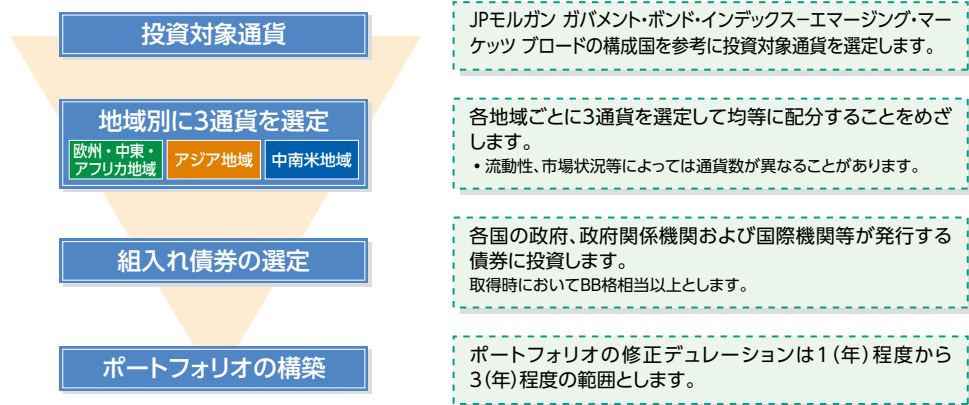 投資対象通貨
JPモルガン ガバメント・ボンド・インデックス－エマージング・マー
ケッツ ブロードの構成国を参考に投資対象通貨を選定します。
地域別に3通貨を選定
欧州・中東・
アフリカ地域
アジア地域
中南米地域
各地域ごとに3通貨を選定して均等に配分することをめざ
します。
• 流動性、市場状況等によっては通貨数が異なることがあります。
組入れ債券の選定
各国の政府、政府関係機関および国際機関等が発行する
債券に投資します。
取得時においてBB格相当以上とします。
ポートフォリオの構築
ポートフォリオの修正デュレーションは1(年)程度から
3(年)程度の範囲とします。